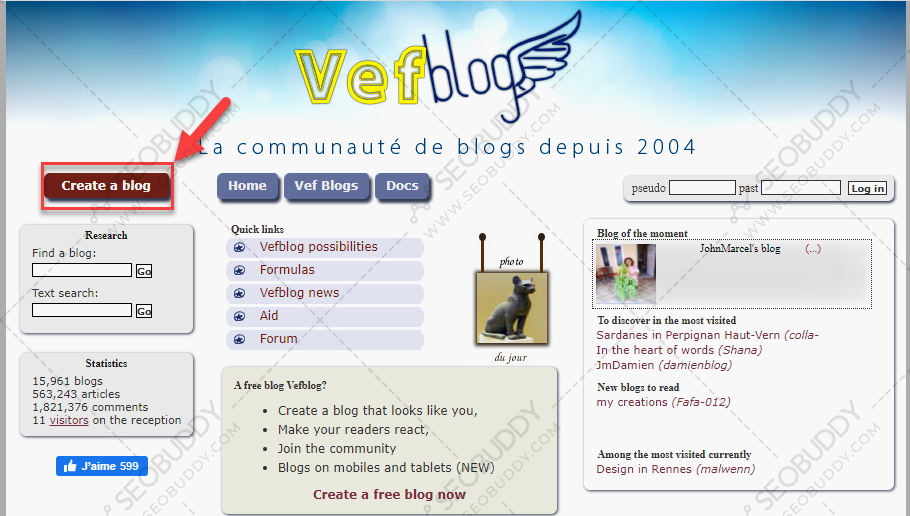 Vefblog
La communauté de blogs depuis 2004
Create a blog
Home
Vef Blogs
Docs
pseudo
past
Log in
Research
Find a blog:
Go
Text search:
Go
Statistics
15,961 blogs
563,243 articles
1,821,376 comments
11 visitors on the reception
J'aime 599
Quick links
Vefblog possibilities
Formulas
Vefblog news
Aid
Forum
photo
du jour
A free blog Vefblog?
Create a blog that looks like you,
Make your readers react,
Join the community
Blogs on mobiles and tablets (NEW)
Create a free blog now
Blog of the moment
JohnMarcel's blog (...)
To discover in the most visited
Sardanes in Perpignan Haut-Vern (colla-
In the heart of words (Shana)
JmDamien (damienblog)
New blogs to read
my creations (Fafa-012)
Among the most visited currently
Design in Rennes (malwenn)
SEOBUDDY
WWW.SEOBUDDY.COM